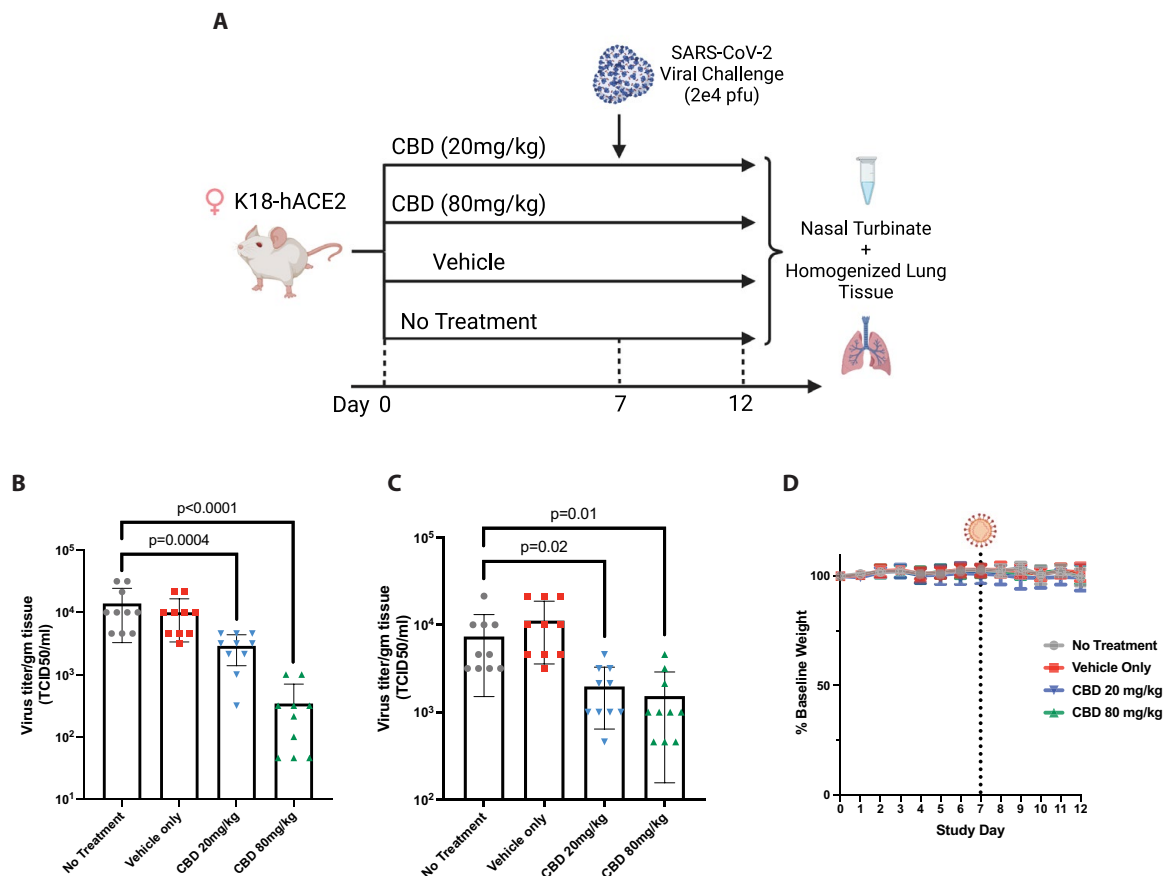 A
SARS-CoV-2
Viral Challenge
(2e4 pfu)
CBD (20mg/kg)
♀ K18-hACE2
CBD (80mg/kg)
Vehicle
No Treatment
Nasal Turbinate
+
Homogenized Lung
Tissue
Day 0 7 12
B
p<0.0001
p=0.0004
Virus titer/gm tissue
(TCID50/ml)
10⁵
10⁴
10³
10²
10¹
No Treatment
Vehicle only
CBD 20mg/kg
CBD 80mg/kg
C
p=0.01
p=0.02
Virus titer/gm tissue
(TCID50/ml)
10⁵
10⁴
10³
10²
No Treatment
Vehicle only
CBD 20mg/kg
CBD 80mg/kg
D
% Baseline Weight
100
50
0
0 1 2 3 4 5 6 7 8 9 10 11 12
Study Day
No Treatment
Vehicle Only
CBD 20 mg/kg
CBD 80 mg/kg